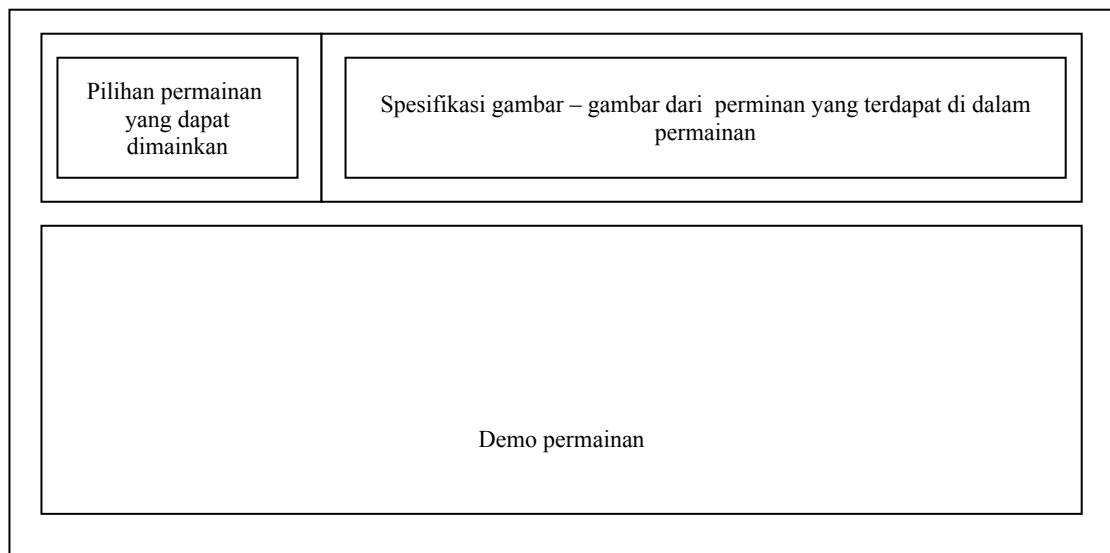 Pilihan permainan
yang dapat
dimainkan
Spesifikasi gambar – gambar dari  perminan yang terdapat di dalam
permainan
Demo permainan